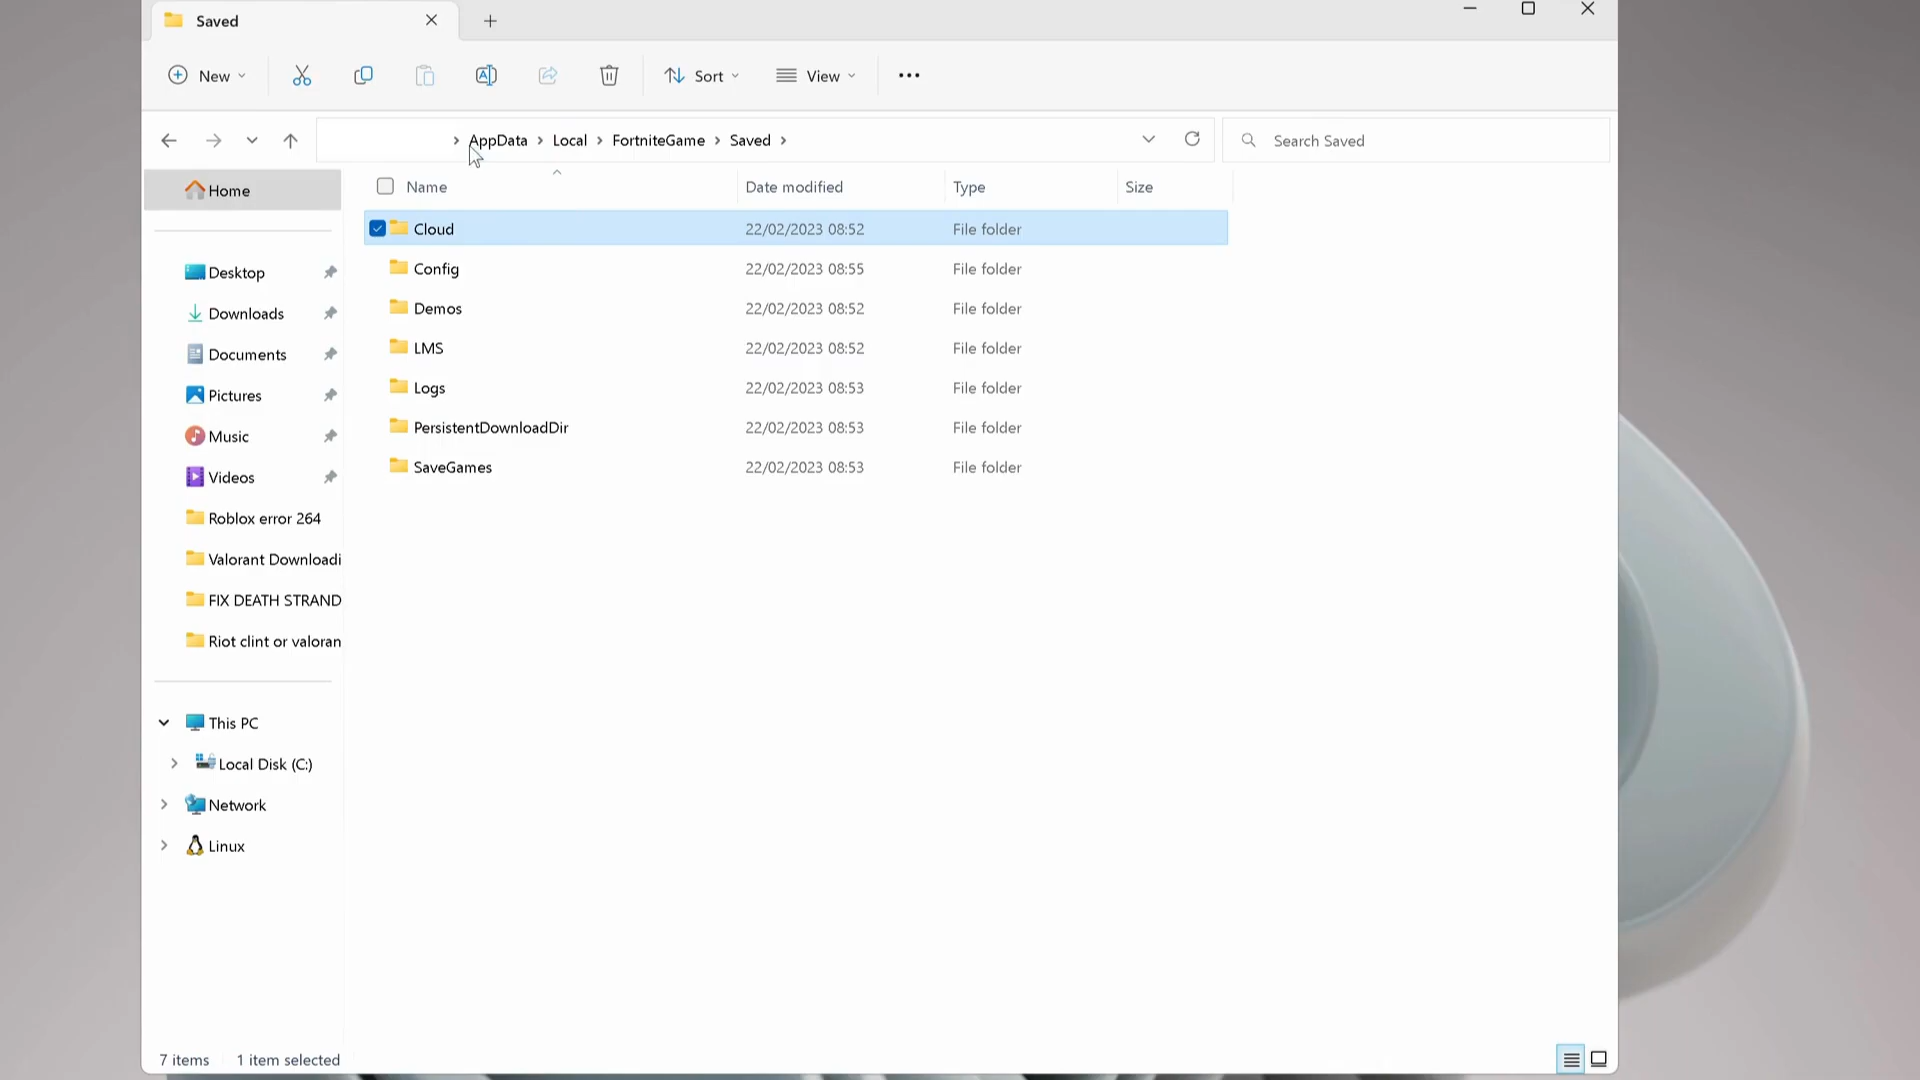 Saved
New
Sort
View
AppData > Local > FortniteGame > Saved
Search Saved
Name Date modified Type Size
Home
Cloud 22/02/2023 08:52 File folder
Config 22/02/2023 08:55 File folder
Demos 22/02/2023 08:52 File folder
LMS 22/02/2023 08:52 File folder
Logs 22/02/2023 08:53 File folder
PersistentDownloadDir 22/02/2023 08:53 File folder
SaveGames 22/02/2023 08:53 File folder
Desktop
Downloads
Documents
Pictures
Music
Videos
Roblox error 264
Valorant Downloadi
FIX DEATH STRAND
Riot clint or valoran
This PC
Local Disk (C:)
Network
Linux
7 items 1 item selected